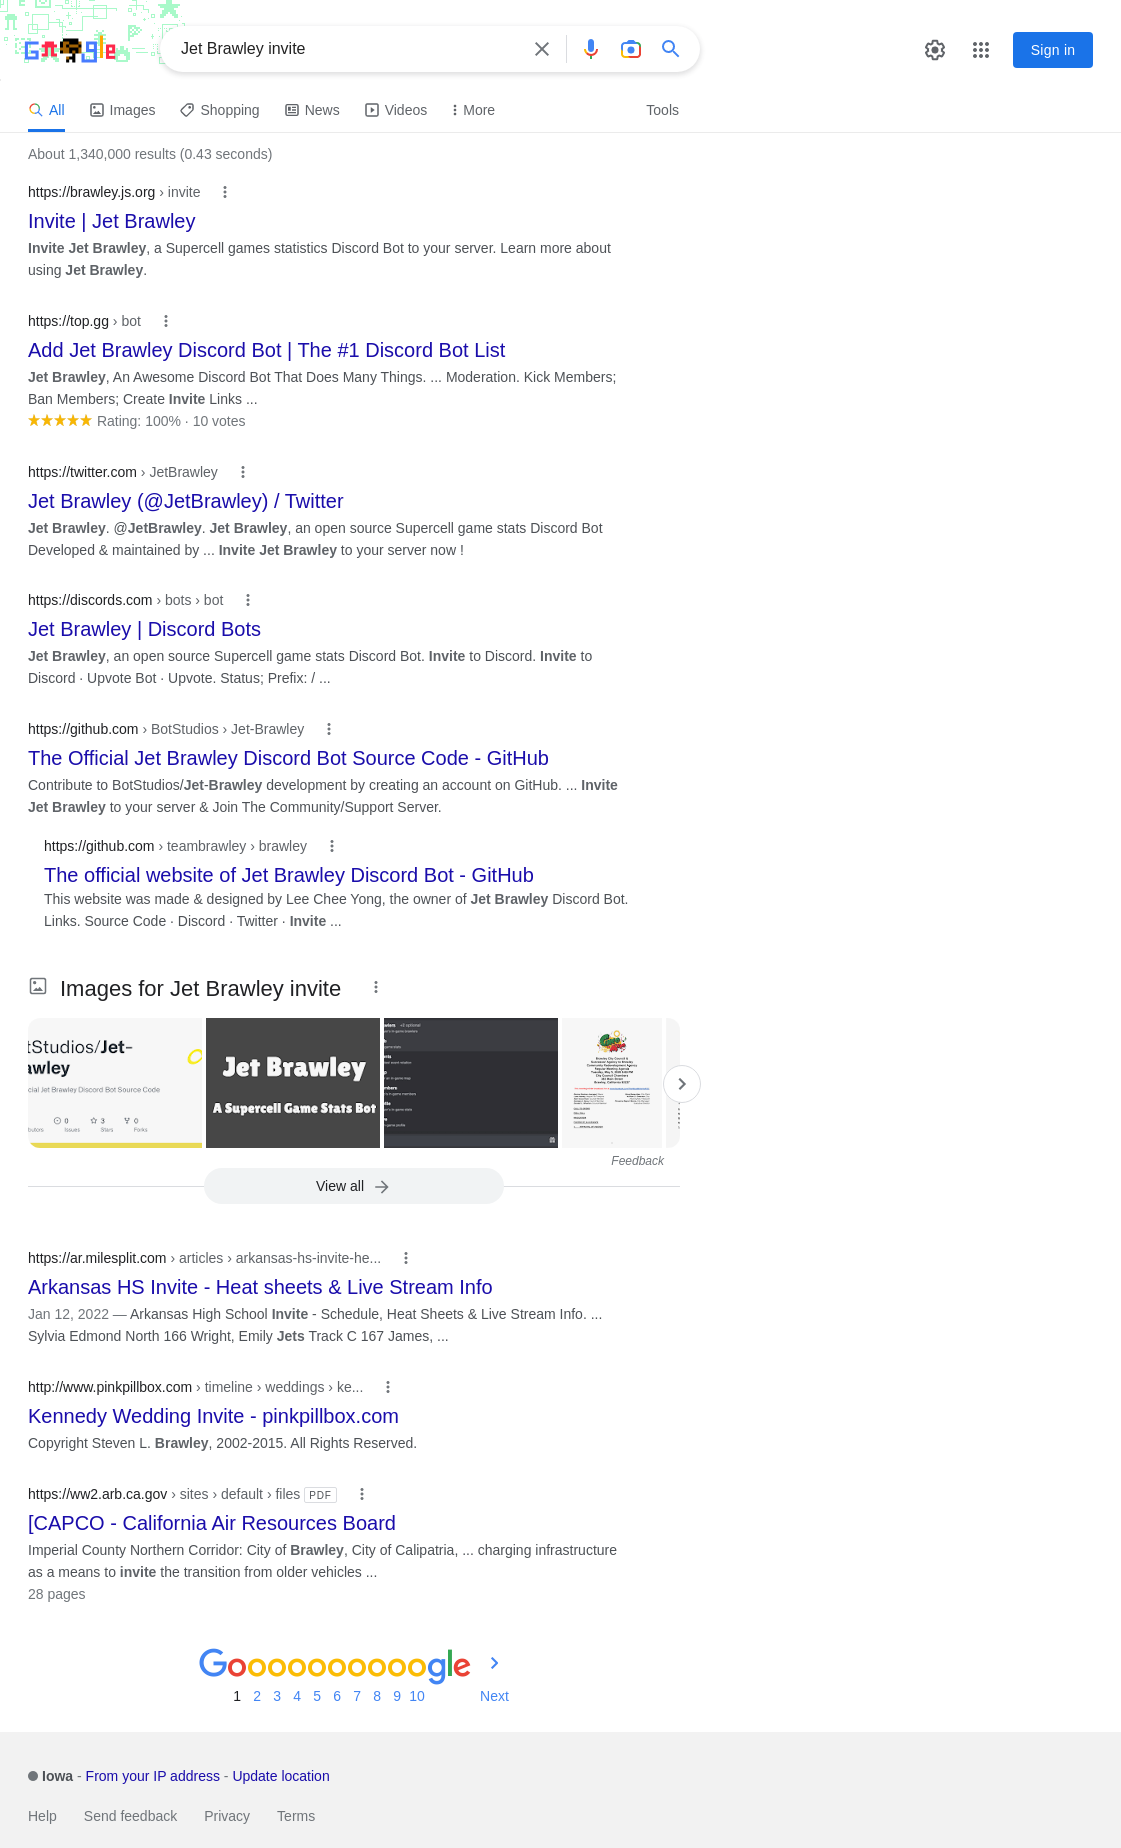 Google
Jet Brawley invite
Sign in
All
Images
Shopping
News
Videos
More
Tools
About 1,340,000 results (0.43 seconds)
https://brawley.js.org › invite
Invite | Jet Brawley
Invite Jet Brawley, a Supercell games statistics Discord Bot to your server. Learn more about
using Jet Brawley.
https://top.gg › bot
Add Jet Brawley Discord Bot | The #1 Discord Bot List
Jet Brawley, An Awesome Discord Bot That Does Many Things. ... Moderation. Kick Members;
Ban Members; Create Invite Links ...
Rating: 100% · 10 votes
https://twitter.com › JetBrawley
Jet Brawley (@JetBrawley) / Twitter
Jet Brawley. @JetBrawley. Jet Brawley, an open source Supercell game stats Discord Bot
Developed & maintained by ... Invite Jet Brawley to your server now !
https://discords.com › bots › bot
Jet Brawley | Discord Bots
Jet Brawley, an open source Supercell game stats Discord Bot. Invite to Discord. Invite to
Discord · Upvote Bot · Upvote. Status; Prefix: / ...
https://github.com › BotStudios › Jet-Brawley
The Official Jet Brawley Discord Bot Source Code - GitHub
Contribute to BotStudios/Jet-Brawley development by creating an account on GitHub. ... Invite
Jet Brawley to your server & Join The Community/Support Server.
https://github.com › teambrawley › brawley
The official website of Jet Brawley Discord Bot - GitHub
This website was made & designed by Lee Chee Yong, the owner of Jet Brawley Discord Bot.
Links. Source Code · Discord · Twitter · Invite ...
Images for Jet Brawley invite
tStudios/Jet-
awley
cial Jet Brawley Discord Bot Source Code
0
3
0
Issues
Stars
Forks
Jet Brawley
A Supercell Game Stats Bot
Feedback
View all
https://ar.milesplit.com › articles › arkansas-hs-invite-he...
Arkansas HS Invite - Heat sheets & Live Stream Info
Jan 12, 2022 — Arkansas High School Invite - Schedule, Heat Sheets & Live Stream Info. ...
Sylvia Edmond North 166 Wright, Emily Jets Track C 167 James, ...
http://www.pinkpillbox.com › timeline › weddings › ke...
Kennedy Wedding Invite - pinkpillbox.com
Copyright Steven L. Brawley, 2002-2015. All Rights Reserved.
https://ww2.arb.ca.gov › sites › default › files PDF
[CAPCO - California Air Resources Board
Imperial County Northern Corridor: City of Brawley, City of Calipatria, ... charging infrastructure
as a means to invite the transition from older vehicles ...
28 pages
Goooooooooogle
1 2 3 4 5 6 7 8 9 10 Next
Iowa - From your IP address - Update location
Help
Send feedback
Privacy
Terms